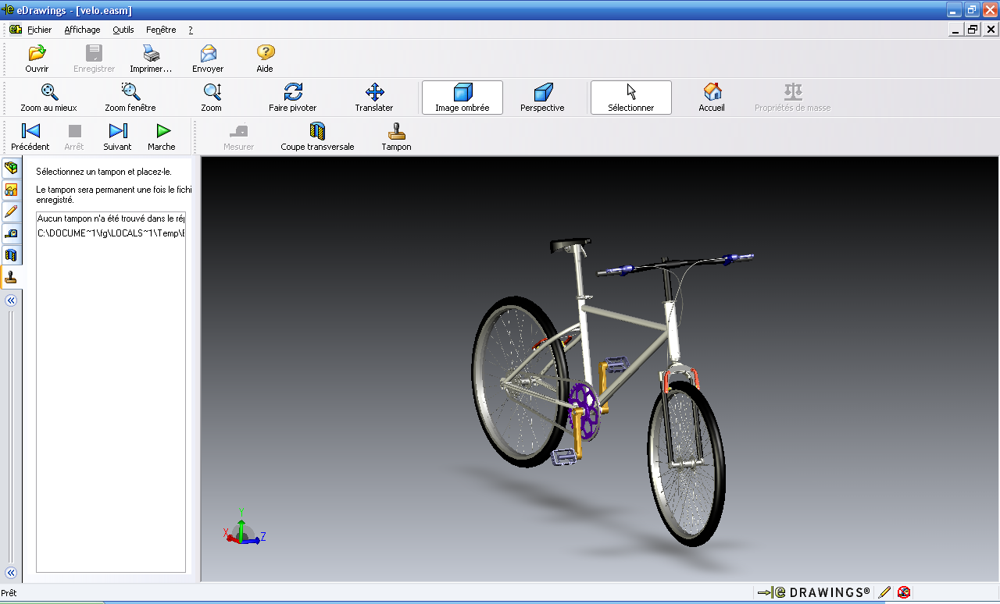 eDrawings - [velo.easm]
Fichier Affichage Outils Fenêtre ?
Ouvrir Enregistrer Imprimer... Envoyer Aide
Zoom au mieux Zoom fenêtre Zoom Faire pivoter Translater Image ombrée Perspective Sélectionner Accueil Propriétés de masse
Précédent Arrêt Suivant Marche Mesurer Coupe transversale Tampon
Sélectionnez un tampon et placez-le.
Le tampon sera permanent une fois le fichi
enregistré.
Aucun tampon n'a été trouvé dans le rép
C:\DOCUME~1\fg\LOCALS~1\Temp\E
Y
X Z
Prêt
e DRAWINGS®